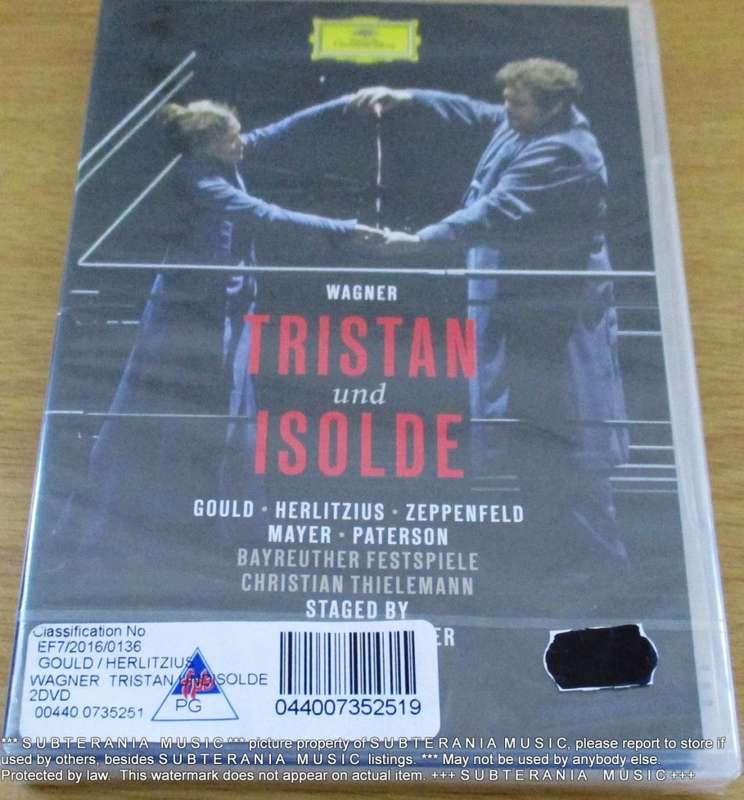 WAGNER
TRISTAN
und
ISOLDE
GOULD · HERLITZIUS · ZEPPENFELD
MAYER · PATERSON
BAYREUTHER FESTSPIELE
CHRISTIAN THIELEMANN
STAGED BY
ER
Classification No
EF7/2016/0136
GOULD / HERLITZIUS
WAGNER TRISTAN UND ISOLDE
2DVD
00440 0735251
PG
044007352519
*** S U B T E R A N I A M U S I C *** picture property of S U B T E R A N I A M U S I C, please report to store if
used by others, besides S U B T E R A N I A M U S I C listings. *** May not be used by anybody else.
Protected by law. This watermark does not appear on actual item. +++ S U B T E R A N I A M U S I C +++